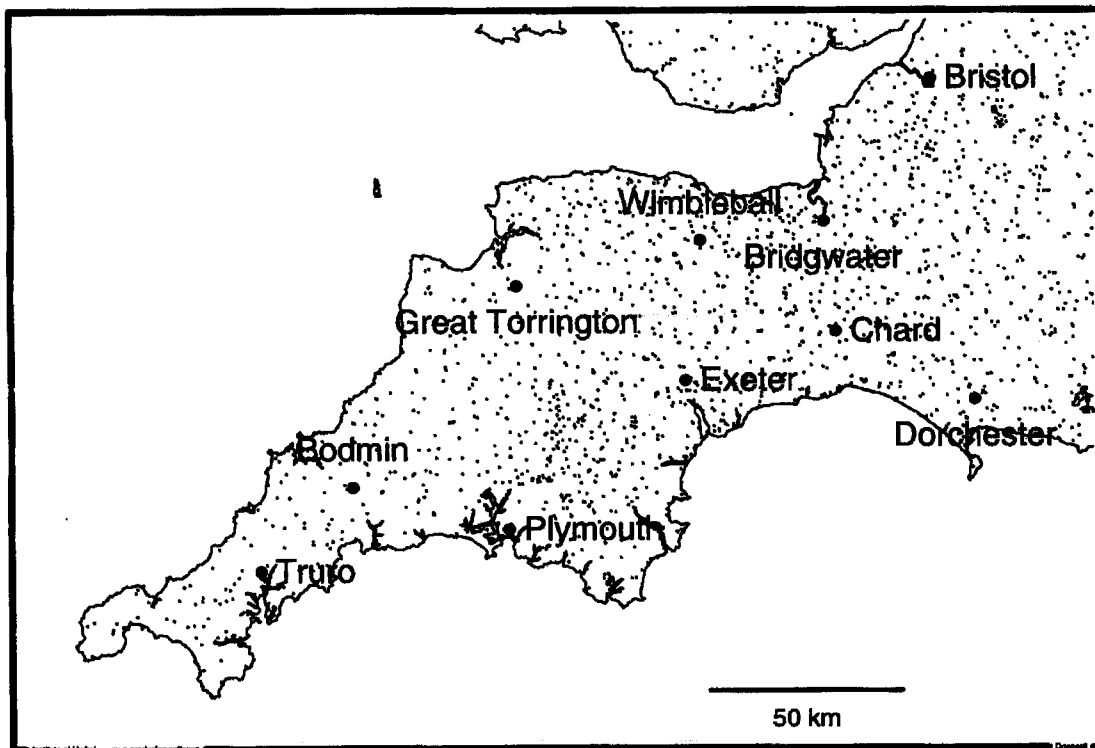 Bristol
Wimbleball
Bridgwater
Great Torrington
Chard
Exeter
Dorchester
Bodmin
Plymouth
Truro
50 km